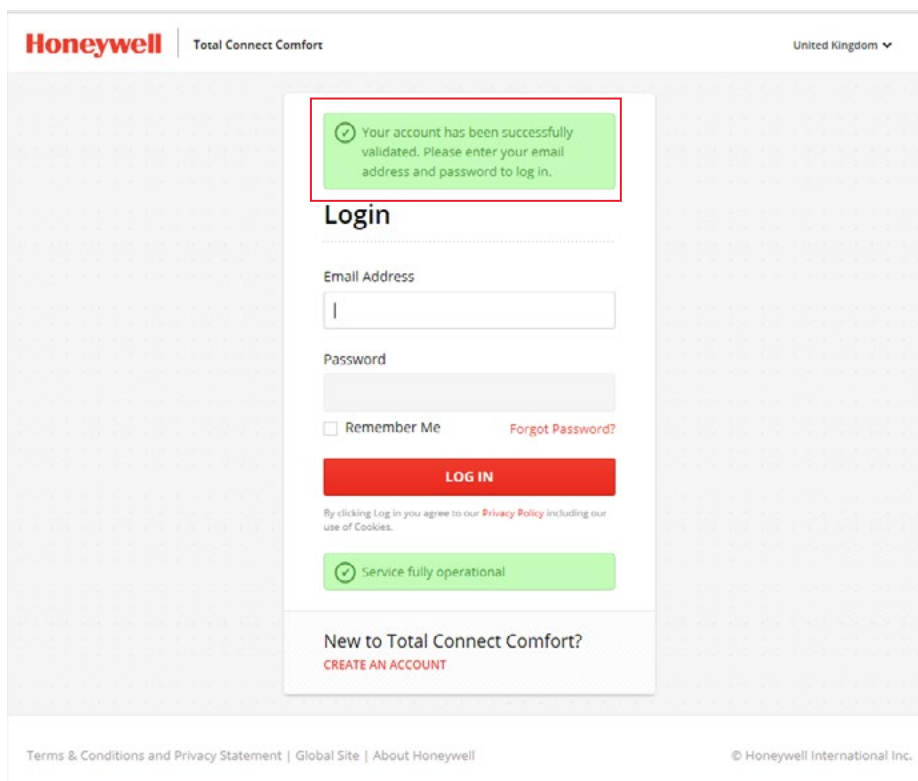 Honeywell Total Connect Comfort United Kingdom
Your account has been successfully
validated. Please enter your email
address and password to log in.
Login
Email Address
Password
Remember Me Forgot Password?
LOG IN
By clicking Log in you agree to our Privacy Policy including our
use of Cookies.
Service fully operational
New to Total Connect Comfort?
CREATE AN ACCOUNT
Terms & Conditions and Privacy Statement | Global Site | About Honeywell © Honeywell International Inc.